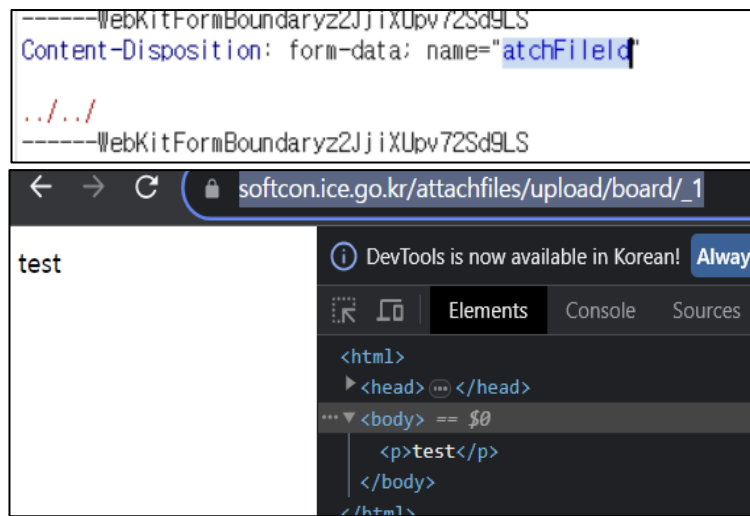 ------WebKitFormBoundaryz2JjiXUpv72Sd9LS
Content-Disposition: form-data; name="atchFileId"
../../
------WebKitFormBoundaryz2JjiXUpv72Sd9LS
softcon.ice.go.kr/attachfiles/upload/board/_1
test
DevTools is now available in Korean! Alway
Elements Console Sources
<html>
<head> … </head>
… <body> == $0
<p>test</p>
</body>
</html>